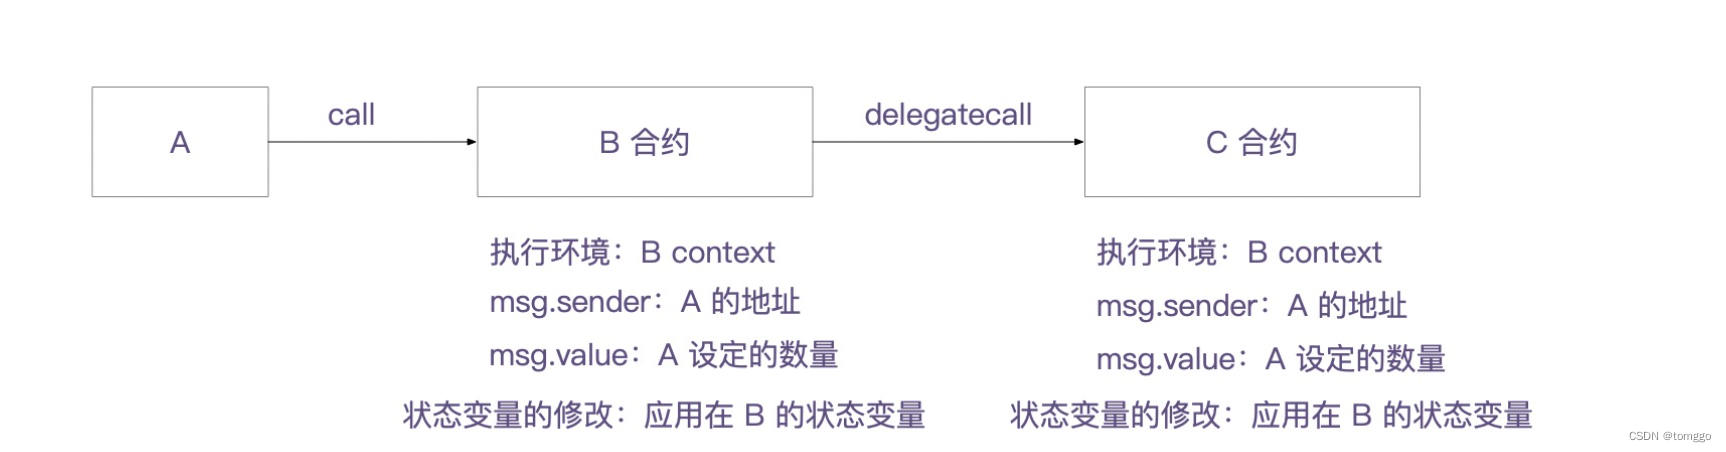 A
call
B 合约
delegatecall
C 合约
执行环境：B context
msg.sender：A 的地址
msg.value：A 设定的数量
状态变量的修改：应用在 B 的状态变量
执行环境：B context
msg.sender：A 的地址
msg.value：A 设定的数量
状态变量的修改：应用在 B 的状态变量
CSDN @tomggo